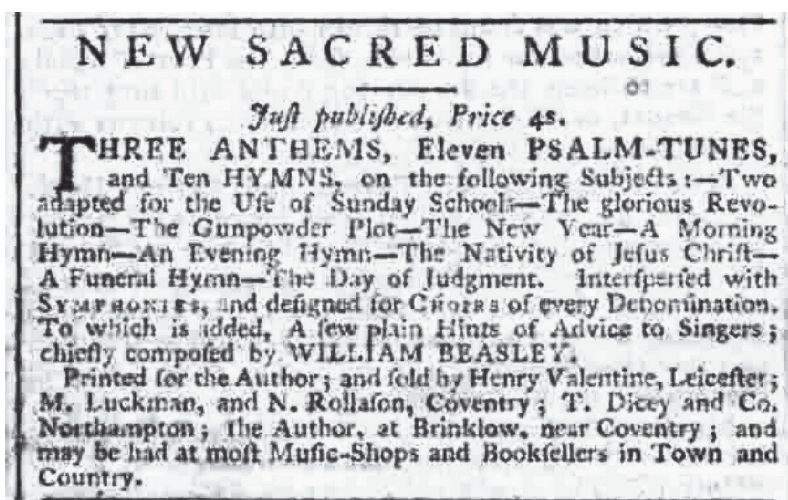 NEW SACRED MUSIC.
Juſt publiſhed, Price 4s.
THREE ANTHEMS, Eleven PSALM-TUNES,
and Ten HYMNS, on the following Subjects:—Two
adapted for the Uſe of Sunday Schools—The glorious Revo-
lution—The Gunpowder Plot—The New Year—A Morning
Hymn—An Evening Hymn—The Nativity of Jeſus Chriſt—
A Funeral Hymn—The Day of Judgment. Interſperſed with
SYMPHONIES, and deſigned for CHOIRS of every Denomination.
To which is added, A few plain Hints of Advice to Singers;
chiefly compoſed by WILLIAM BEASLEY.
Printed for the Author; and ſold by Henry Valentine, Leiceſter;
M. Luckman, and N. Rollaſon, Coventry; T. Dicey and Co.
Northampton; the Author, at Brinklow, near Coventry; and
may be had at moſt Muſic-Shops and Bookſellers in Town and
Country.